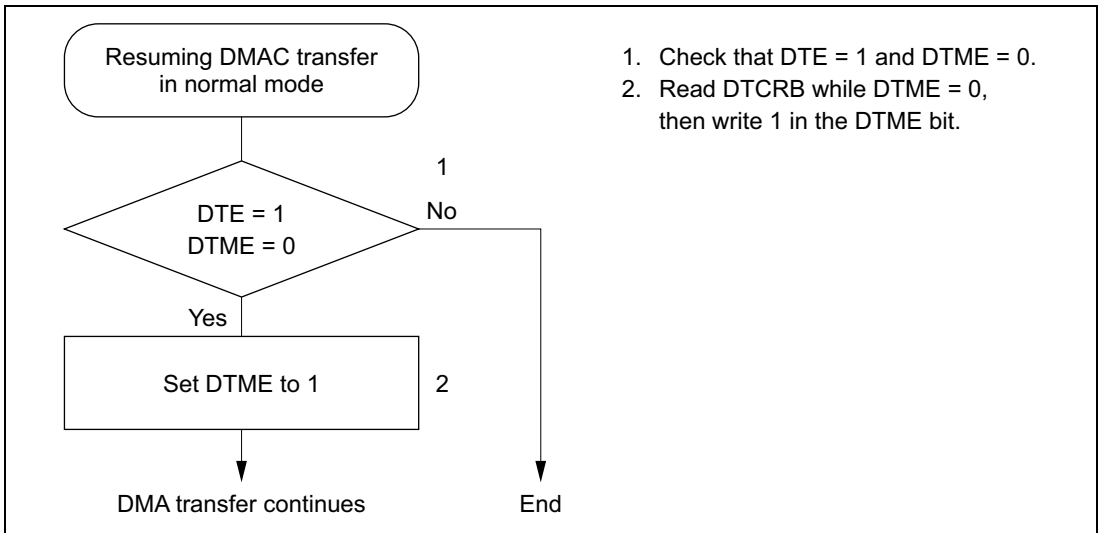 Resuming DMAC transfer
in normal mode
1. Check that DTE = 1 and DTME = 0.
2. Read DTCRB while DTME = 0,
then write 1 in the DTME bit.
1
DTE = 1
DTME = 0
No
Yes
Set DTME to 1
2
DMA transfer continues
End